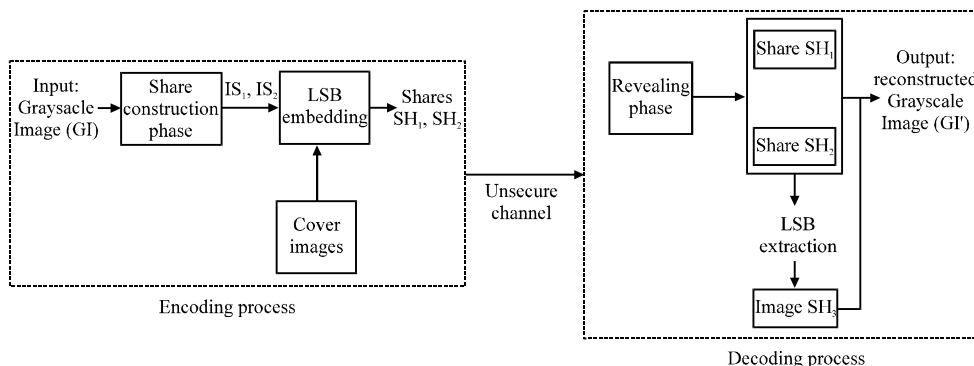 Input:
Graysacle
Image (GI)
Share
construction
phase
IS₁, IS₂
LSB
embedding
Shares
SH₁, SH₂
Cover
images
Encoding process
Unsecure
channel
Revealing
phase
Share SH₁
Share SH₂
LSB
extraction
Image SH₃
Output:
reconstructed
Grayscale
Image (GI')
Decoding process